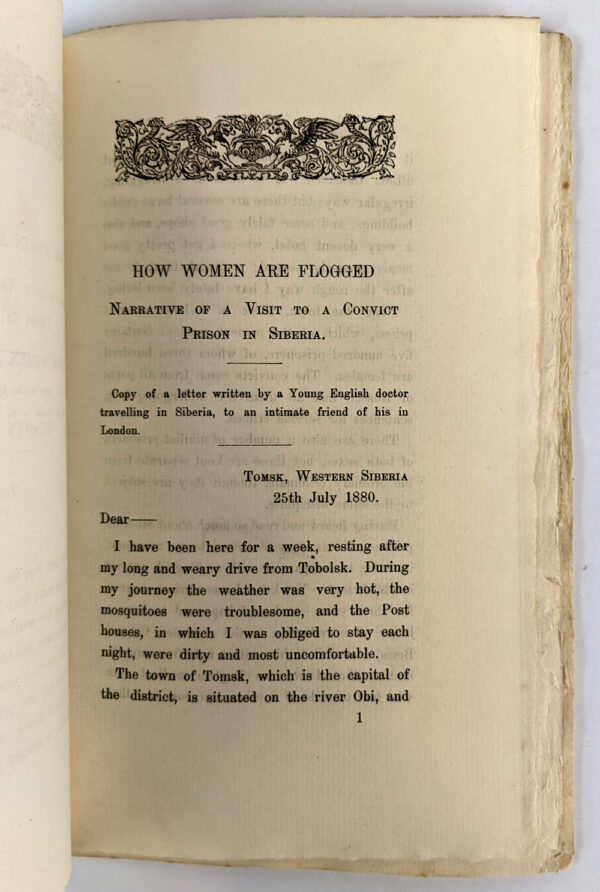 HOW WOMEN ARE FLOGGED
NARRATIVE OF A VISIT TO A CONVICT
PRISON IN SIBERIA.
Copy of a letter written by a Young English doctor
travelling in Siberia, to an intimate friend of his in
London.
TOMSK, WESTERN SIBERIA
25th July 1880.
Dear——
I have been here for a week, resting after
my long and weary drive from Tobolsk. During
my journey the weather was very hot, the
mosquitoes were troublesome, and the Post
houses, in which I was obliged to stay each
night, were dirty and most uncomfortable.
The town of Tomsk, which is the capital of
the district, is situated on the river Obi, and
1